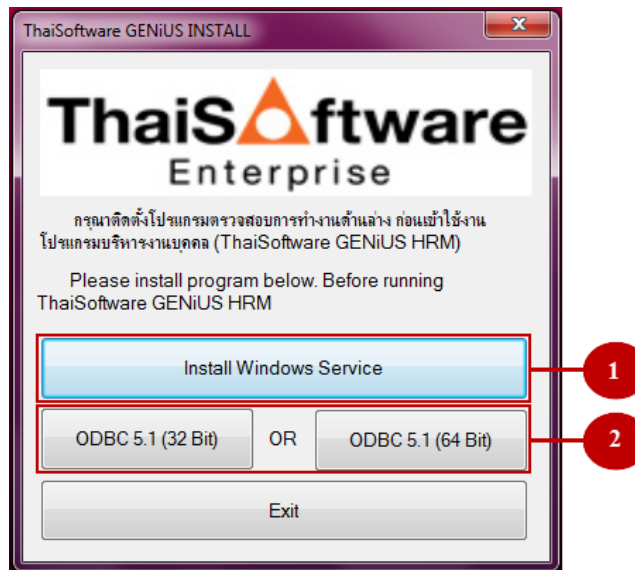 ThaiSoftware GENiUS INSTALL
ThaiSoftware
Enterprise
กรุณาติดตั้งโปรแกรมตรวจสอบการทำงานด้านล่าง ก่อนเข้าใช้งาน
โปรแกรมบริหารงานบุคคล (ThaiSoftware GENiUS HRM)
Please install program below. Before running
ThaiSoftware GENiUS HRM
Install Windows Service
1
ODBC 5.1 (32 Bit) OR ODBC 5.1 (64 Bit)
2
Exit